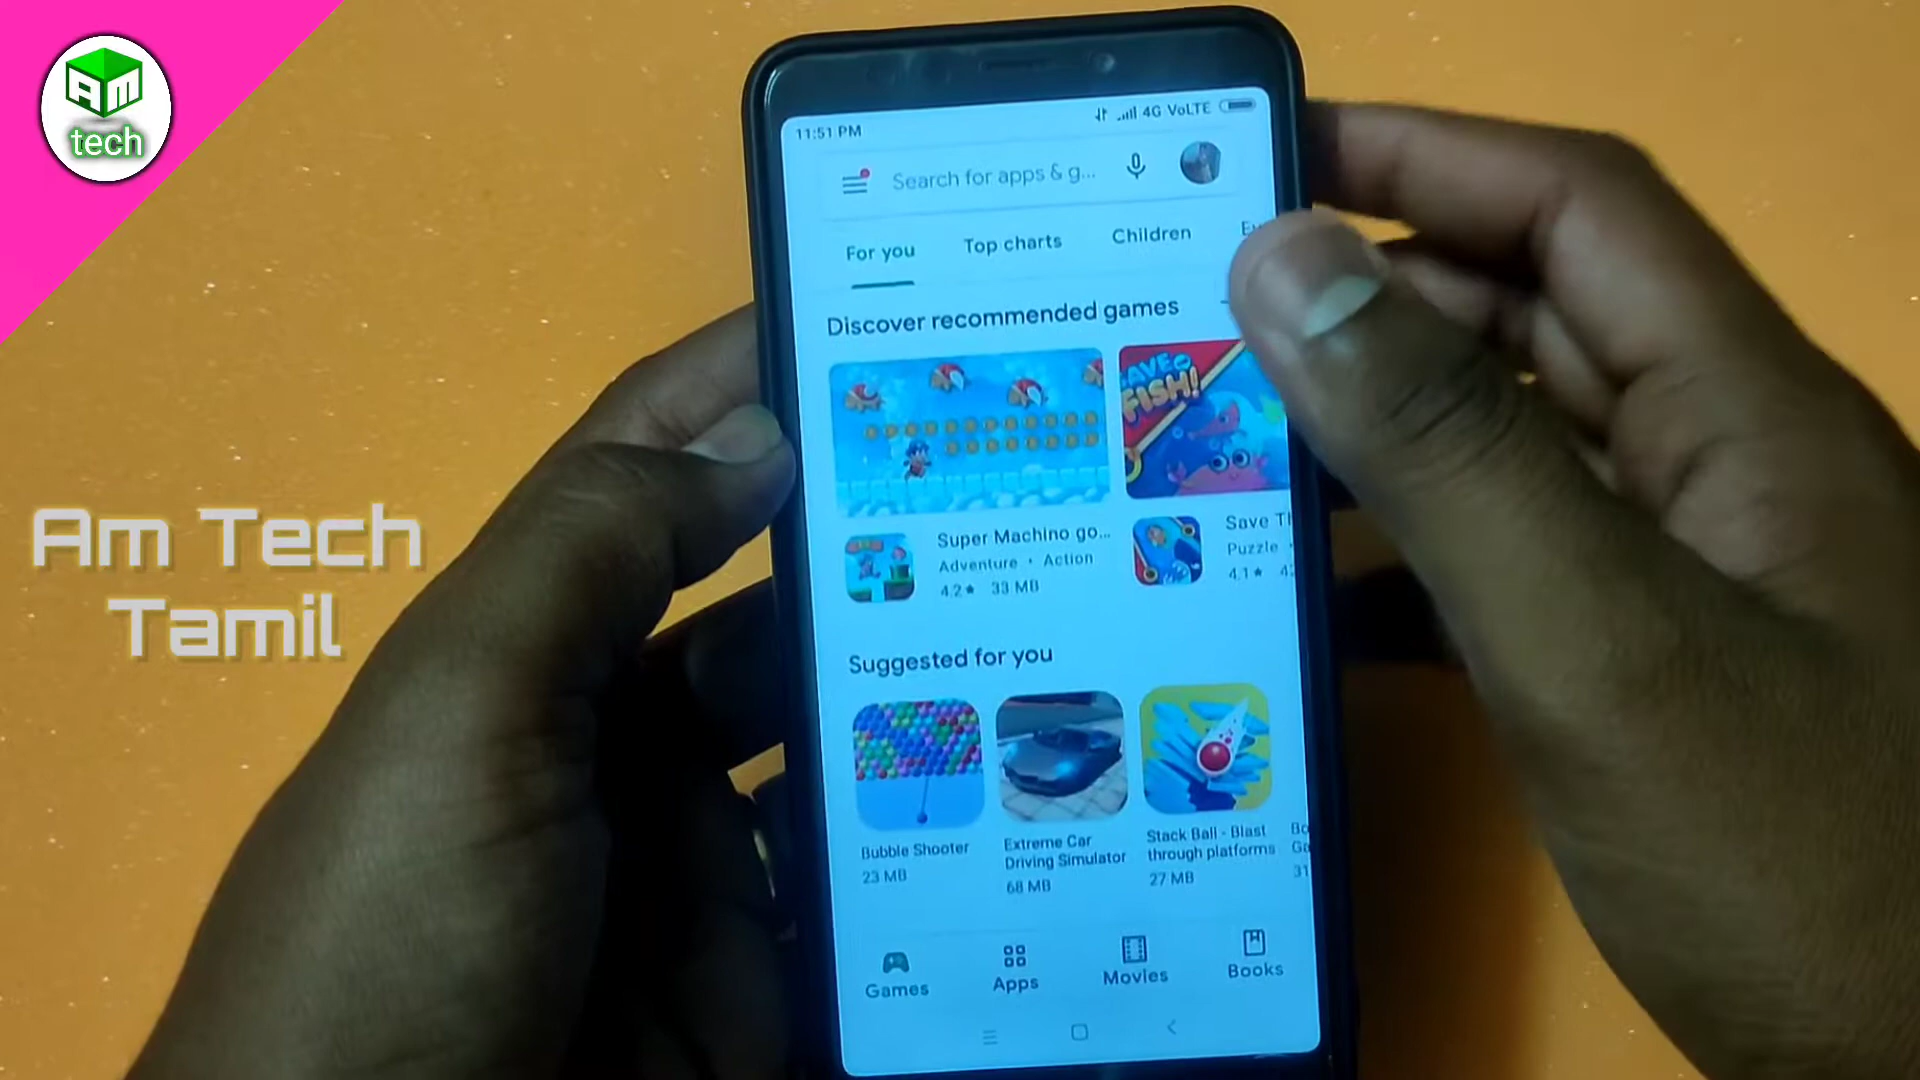 Am
tech
Am Tech
Tamil
11:51 PM
4G VoLTE
Search for apps & g...
For you
Top charts
Children
Discover recommended games
SAVE
FISH!
Super Machino go...
Adventure • Action
4.2★ 33 MB
Save
Puzzle
4.1★
Suggested for you
Bubble Shooter
23 MB
Extreme Car
Driving Simulator
68 MB
Stack Ball - Blast
through platforms
27 MB
Games
Apps
Movies
Books